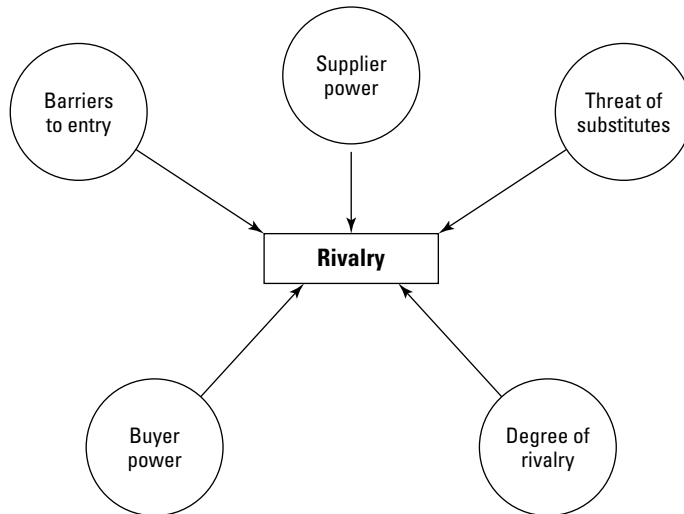 Barriers
to entry
Supplier
power
Threat of
substitutes
Rivalry
Buyer
power
Degree of
rivalry